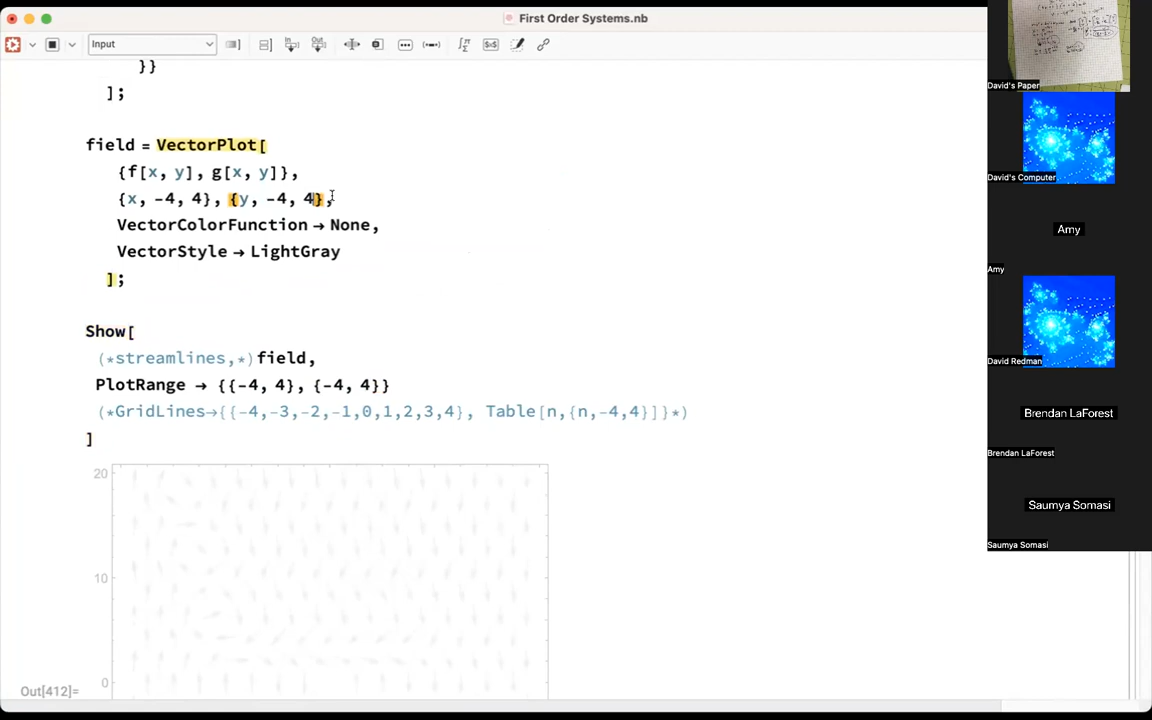 First Order Systems.nb
Input
}}
];
field = VectorPlot[
{f[x, y], g[x, y]},
{x, -4, 4}, {y, -4, 4},
VectorColorFunction → None,
VectorStyle → LightGray
];
Show[
(*streamlines,*)field,
PlotRange → {{-4, 4}, {-4, 4}}
(*GridLines→{{-4,-3,-2,-1,0,1,2,3,4}, Table[n,{n,-4,4}]}*)
]
20
10
0
Out[412]=
David's Paper
David's Computer
Amy
Amy
David Redman
Brendan LaForest
Brendan LaForest
Saumya Somasi
Saumya Somasi